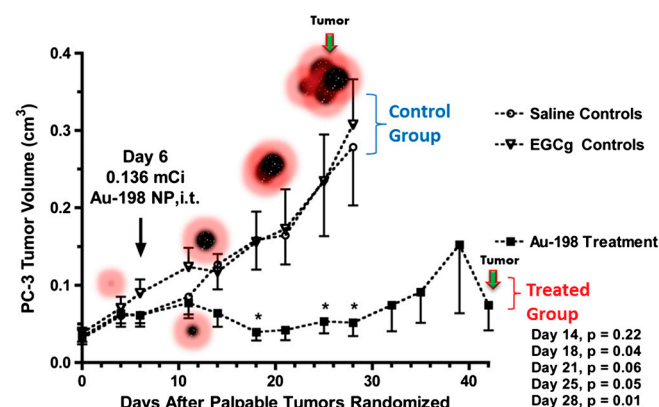 Tumor
0.4
0.3
0.2
0.1
0.0
PC-3 Tumor Volume (cm³)
Day 6
0.136 mCi
Au-198 NP,i.t.
Control
Group
Saline Controls
EGCg Controls
Au-198 Treatment
Tumor
Treated
Group
*
*
*
Day 14, p = 0.22
Day 18, p = 0.04
Day 21, p = 0.06
Day 25, p = 0.05
Day 28, p = 0.01
0
10
20
30
40
Days After Palpable Tumors Randomized